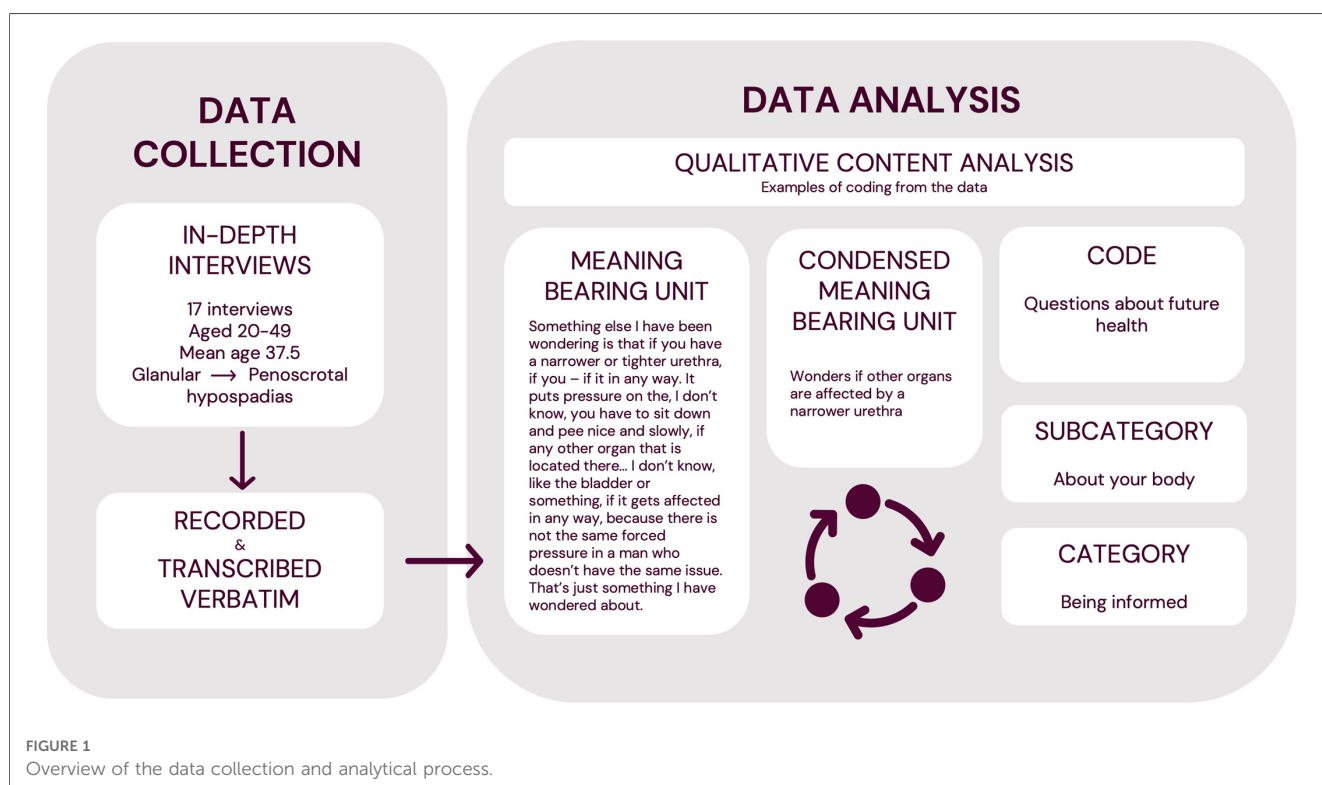 DATA
COLLECTION
IN-DEPTH
INTERVIEWS
17 interviews
Aged 20-49
Mean age 37.5
Glanular → Penoscrotal
hypospadias
RECORDED
&
TRANSCRIBED
VERBATIM
DATA ANALYSIS
QUALITATIVE CONTENT ANALYSIS
Examples of coding from the data
MEANING
BEARING UNIT
Something else I have been
wondering is that if you have
a narrower or tighter urethra,
if you – if it in any way. It
puts pressure on the, I don't
know, you have to sit down
and pee nice and slowly, if
any other organ that is
located there... I don't know,
like the bladder or
something, if it gets affected
in any way, because there is
not the same forced
pressure in a man who
doesn't have the same issue.
That's just something I have
wondered about.
CONDENSED
MEANING
BEARING UNIT
Wonders if other organs
are affected by a
narrower urethra
CODE
Questions about future
health
SUBCATEGORY
About your body
CATEGORY
Being informed
FIGURE 1
Overview of the data collection and analytical process.